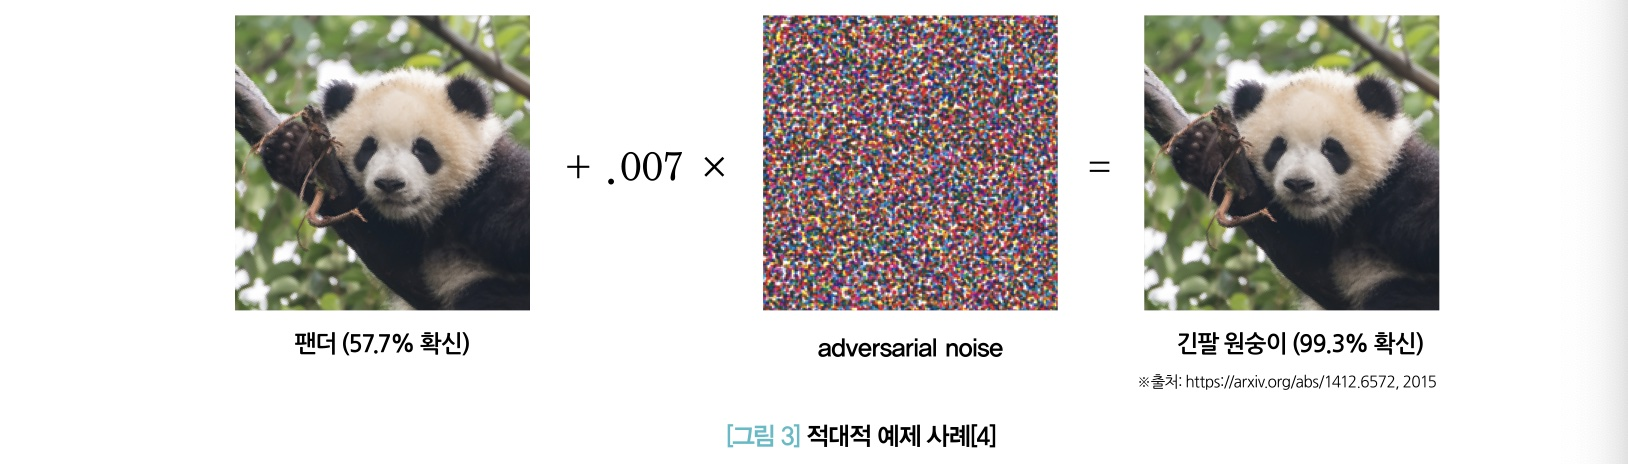 + .007 × =
팬더 (57.7% 확신)
adversarial noise
긴팔 원숭이 (99.3% 확신)
※출처: https://arxiv.org/abs/1412.6572, 2015
[그림 3] 적대적 예제 사례[4]